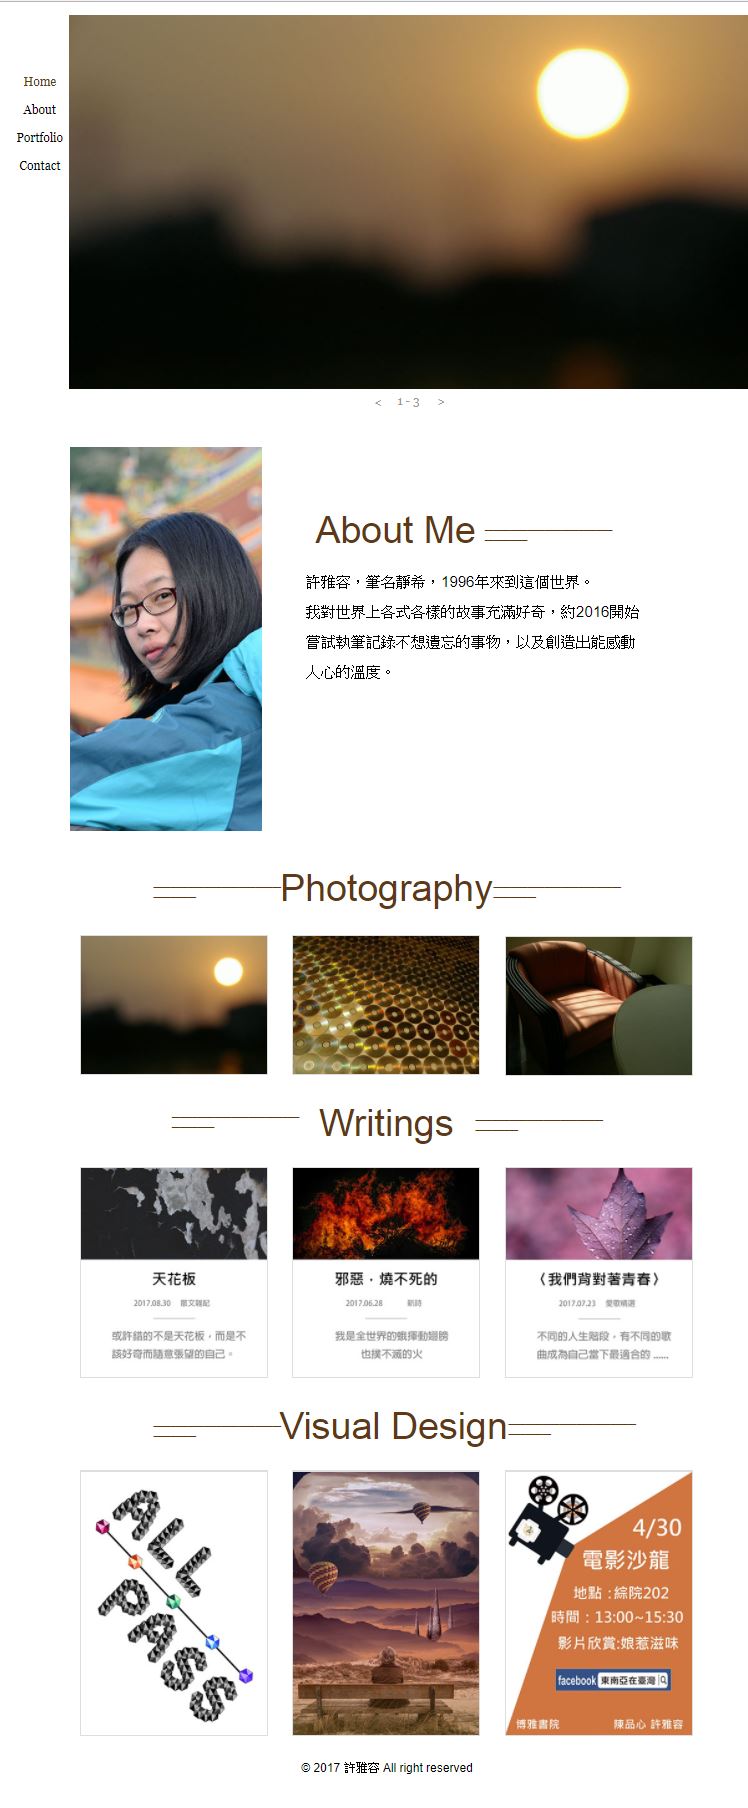 Home
About
Portfolio
Contact
< 1 - 3 >
About Me
許雅容，筆名靜希，1996年來到這個世界。
我對世界上各式各樣的故事充滿好奇，約2016開始
嘗試執筆記錄不想遺忘的事物，以及創造出能感動
人心的溫度。
Photography
Writings
天花板
2017.08.30 散文雜記
或許錯的不是天花板，而是不
該好奇而隨意張望的自己。
邪惡．燒不死的
2017.06.28 新詩
我是全世界的蛾揮動翅膀
也撲不滅的火
〈我們背對著青春〉
2017.07.23 愛歌精選
不同的人生階段，有不同的歌
曲成為自己當下最適合的 ......
Visual Design
ALL
PASS
4/30
電影沙龍
地點 :綜院202
時間：13:00~15:30
影片欣賞:娘惹滋味
facebook 東南亞在臺灣
博雅書院 陳品心 許雅容
© 2017 許雅容 All right reserved